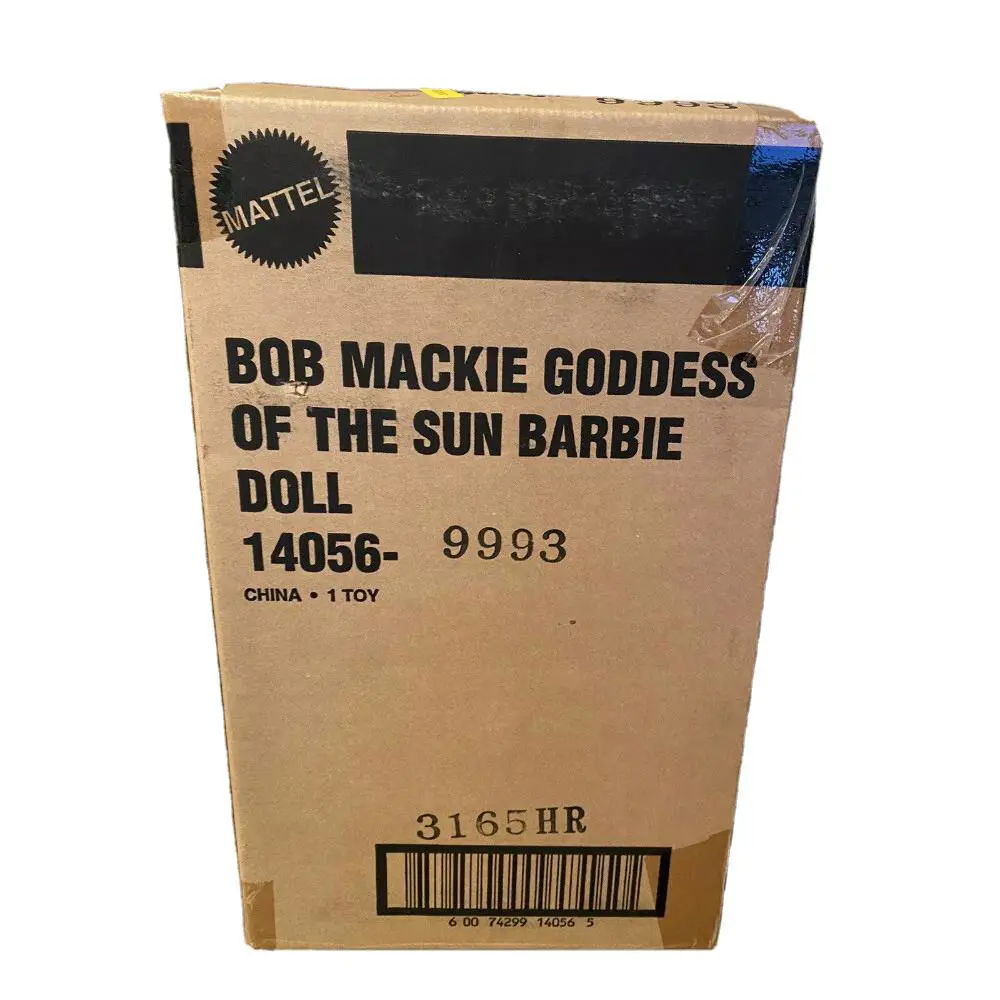 9993
MATTEL
BOB MACKIE GODDESS
OF THE SUN BARBIE
DOLL
14056- 9993
CHINA • 1 TOY
3165HR
6 00 74299 14056 5